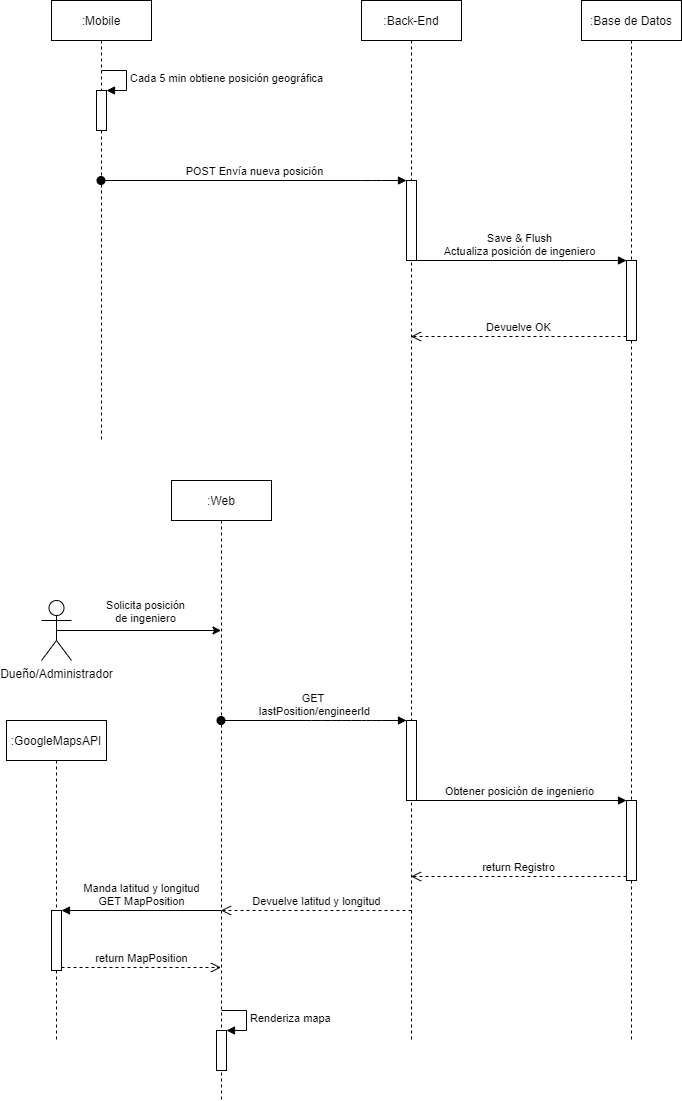 :Mobile
:Back-End
:Base de Datos
Cada 5 min obtiene posición geográfica
POST Envía nueva posición
Save & Flush
Actualiza posición de ingeniero
Devuelve OK
:Web
Solicita posición
de ingeniero
Dueño/Administrador
GET
lastPosition/engineerId
:GoogleMapsAPI
Obtener posición de ingenierio
return Registro
Manda latitud y longitud
GET MapPosition
Devuelve latitud y longitud
return MapPosition
Renderiza mapa